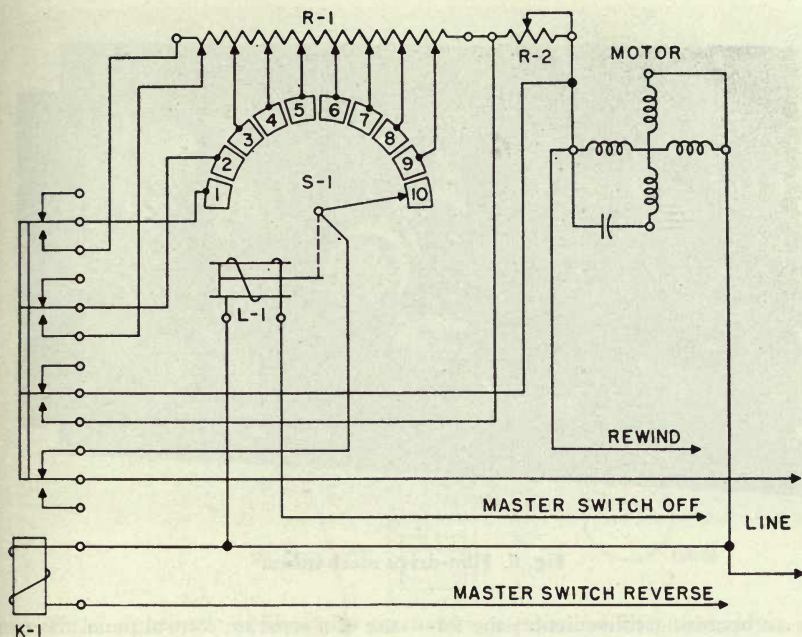 R-1
R-2
MOTOR
1 2 3 4 5 6 7 8 9 10
S-1
L-1
REWIND
MASTER SWITCH OFF
LINE
MASTER SWITCH REVERSE
K-1